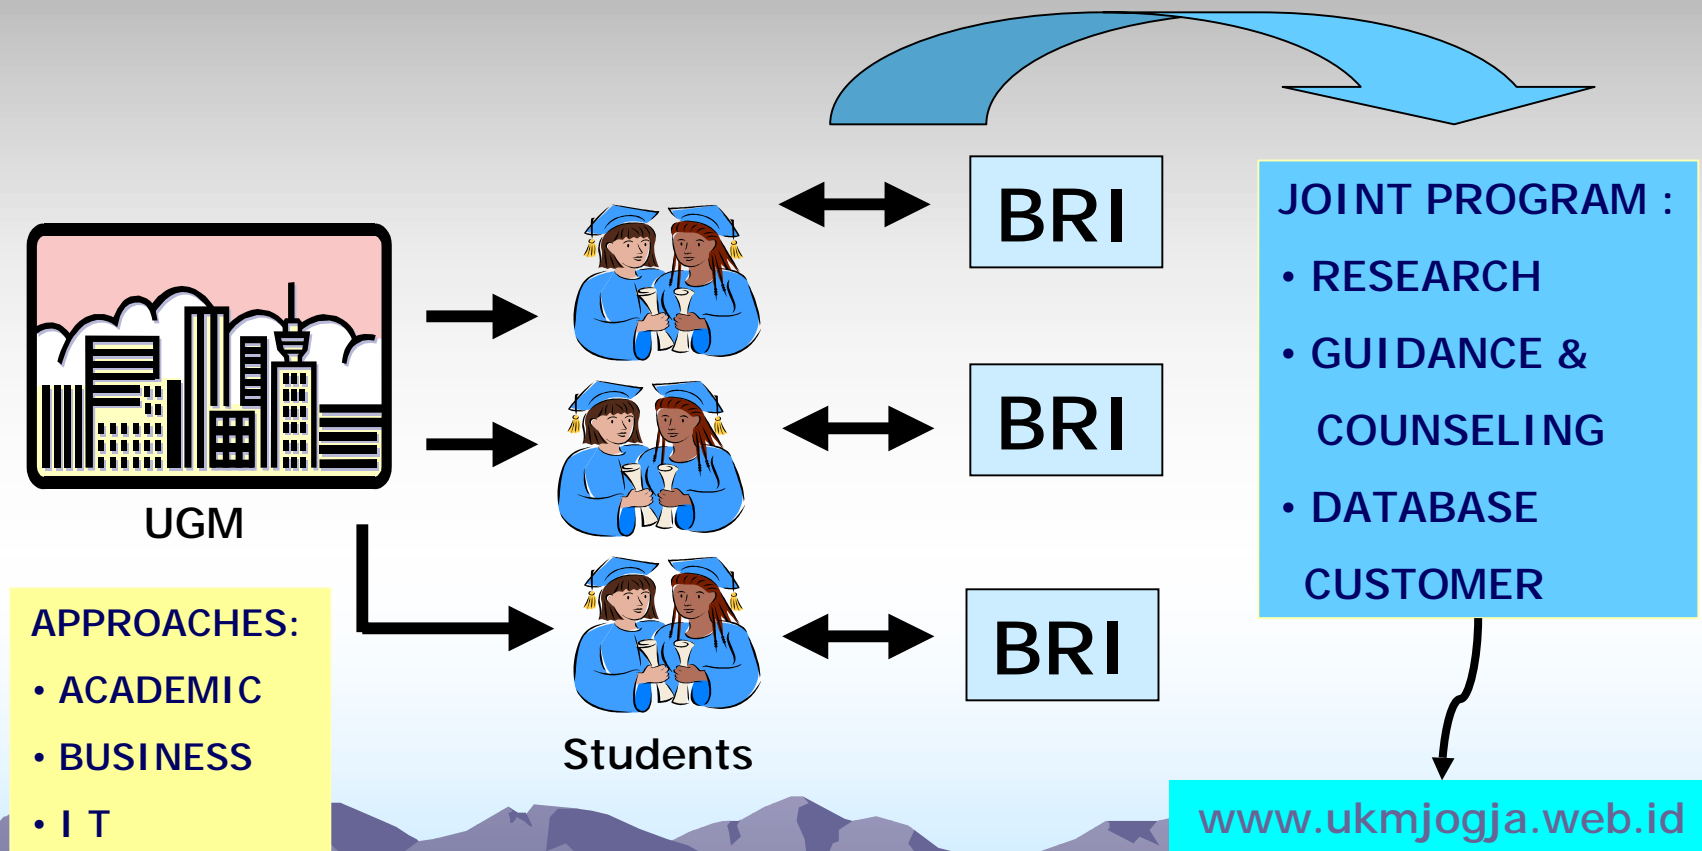 UGM
APPROACHES:
• ACADEMIC
• BUSINESS
• IT
Students
BRI
BRI
BRI
JOINT PROGRAM :
• RESEARCH
• GUIDANCE &
COUNSELING
• DATABASE
CUSTOMER
www.ukmjogja.web.id